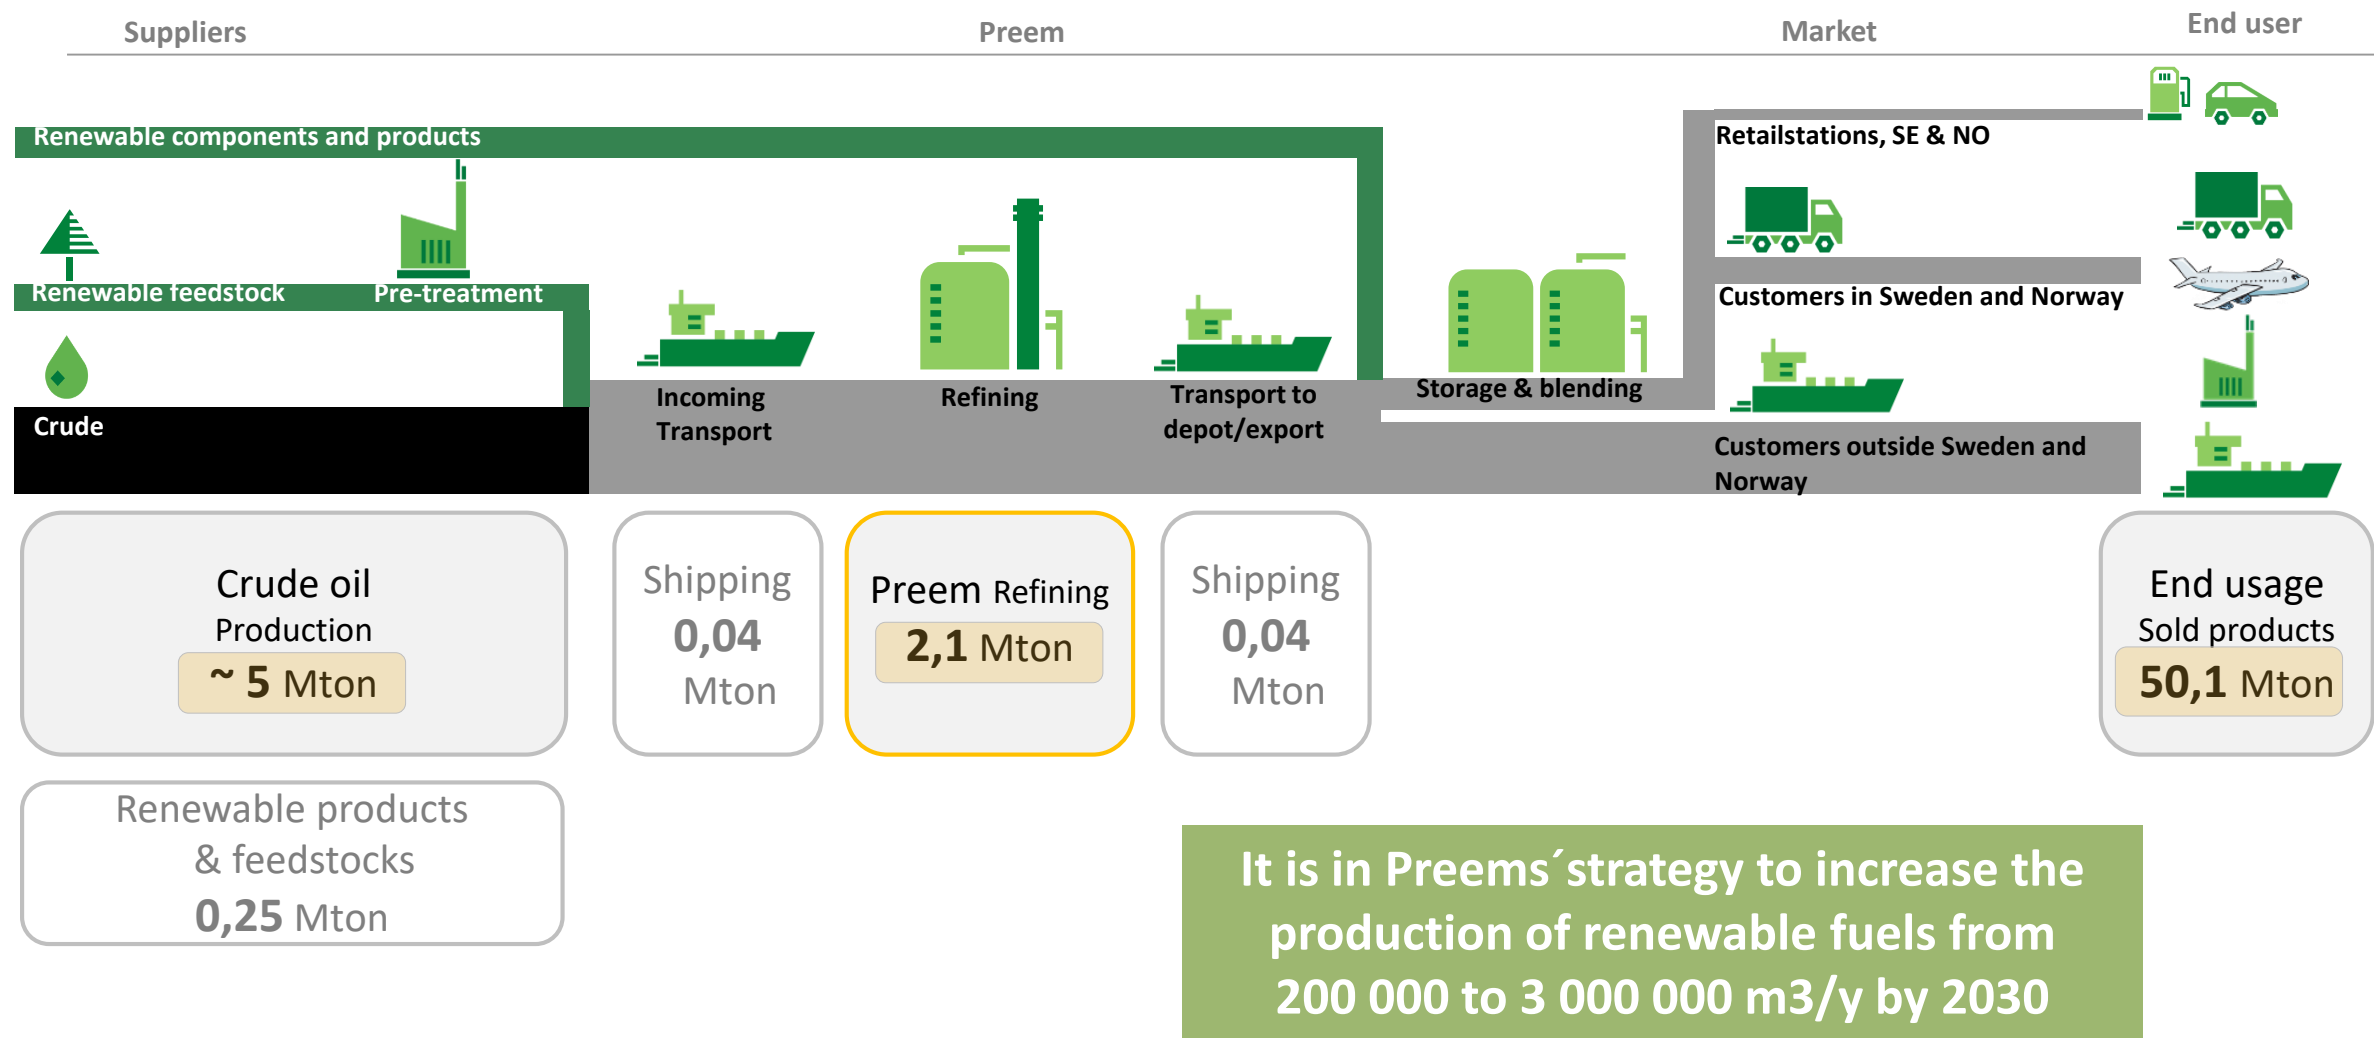 Suppliers
Preem
Market
End user
Renewable components and products
Retailstations, SE & NO
Renewable feedstock
Pre-treatment
Customers in Sweden and Norway
Crude
Incoming
Transport
Refining
Transport to
depot/export
Storage & blending
Customers outside Sweden and
Norway
Crude oil
Production
~ 5 Mton
Shipping
0,04
Mton
Preem Refining
2,1 Mton
Shipping
0,04
Mton
End usage
Sold products
50,1 Mton
Renewable products
& feedstocks
0,25 Mton
It is in Preems´strategy to increase the
production of renewable fuels from
200 000 to 3 000 000 m3/y by 2030